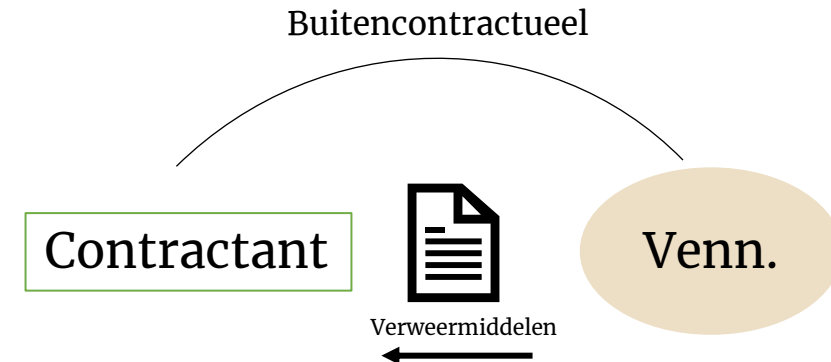 Buitencontractueel
Contractant
Venn.
Verweermiddelen